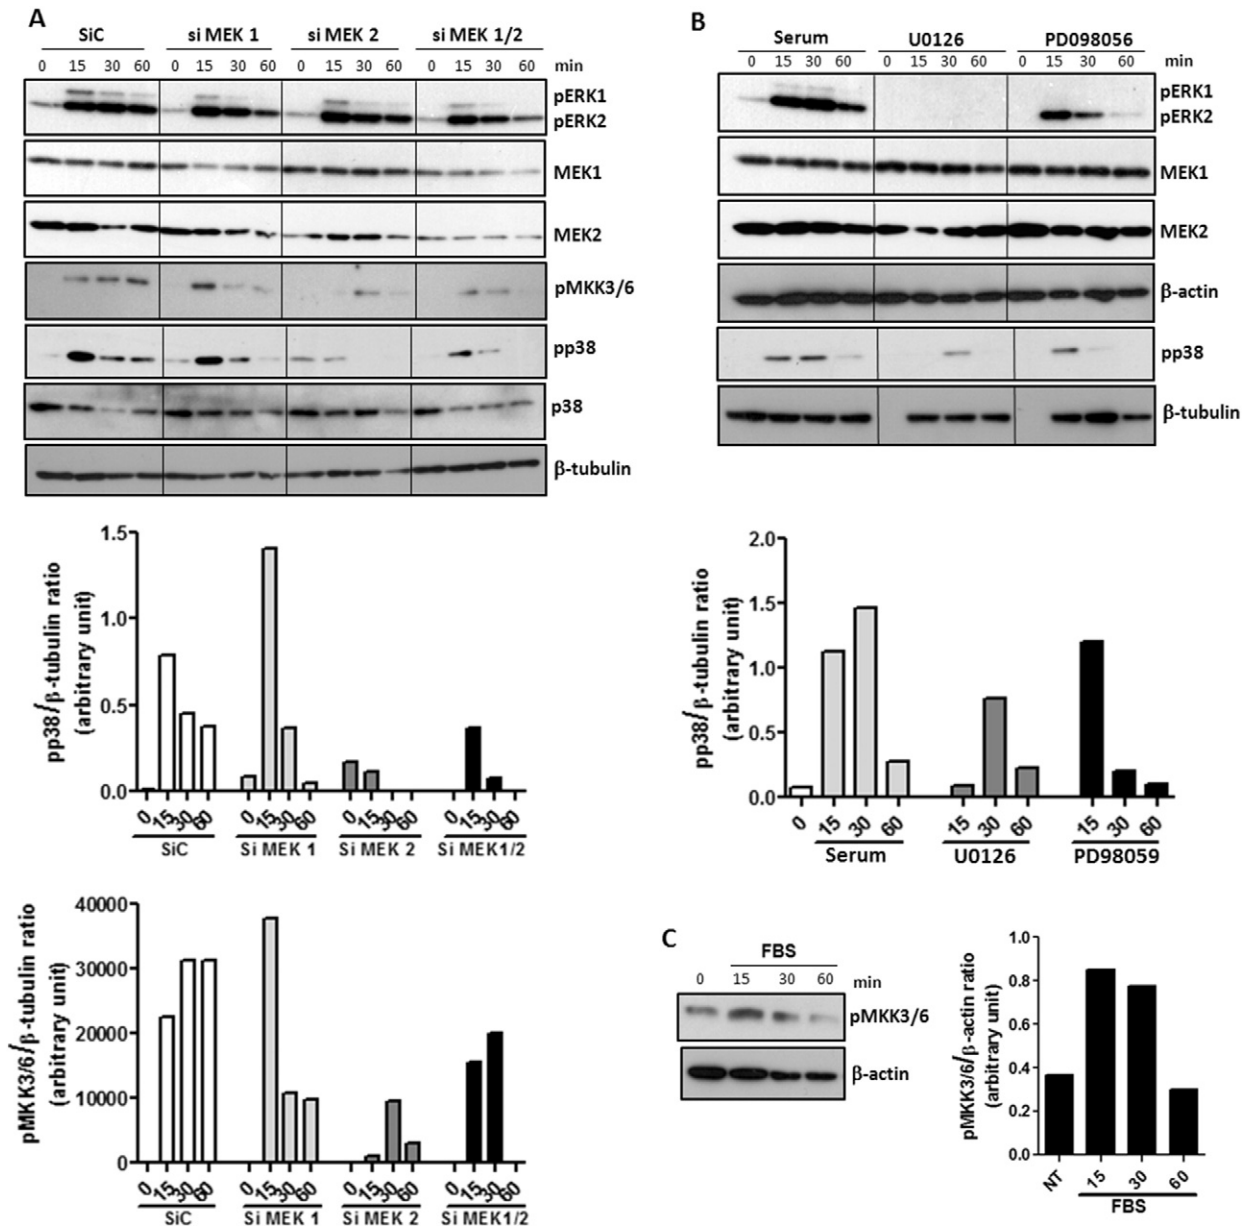 A
SiC si MEK 1 si MEK 2 si MEK 1/2
0 15 30 60 0 15 30 60 0 15 30 60 0 15 30 60 min
pERK1
pERK2
MEK1
MEK2
pMKK3/6
pp38
p38
β-tubulin
pp38/β-tubulin ratio
(arbitrary unit)
1.5
1.0
0.5
0.0
0 15 30 60 0 15 30 60 0 15 30 60 0 15 30 60
SiC Si MEK 1 Si MEK 2 Si MEK1/2
pMKK3/6/β-tubulin ratio
(arbitrary unit)
40000
30000
20000
10000
0
0 15 30 60 0 15 30 60 0 15 30 60 0 15 30 60
SiC Si MEK 1 Si MEK 2 Si MEK1/2
B
Serum U0126 PD098056
0 15 30 60 0 15 30 60 0 15 30 60 min
pERK1
pERK2
MEK1
MEK2
β-actin
pp38
β-tubulin
pp38/β-tubulin ratio
(arbitrary unit)
2.0
1.5
1.0
0.5
0.0
0 15 30 60 15 30 60 15 30 60
Serum U0126 PD98059
C
FBS
0 15 30 60 min
pMKK3/6
β-actin
pMKK3/6/β-actin ratio
(arbitrary unit)
1.0
0.8
0.6
0.4
0.2
0.0
NT 15 30 60
FBS